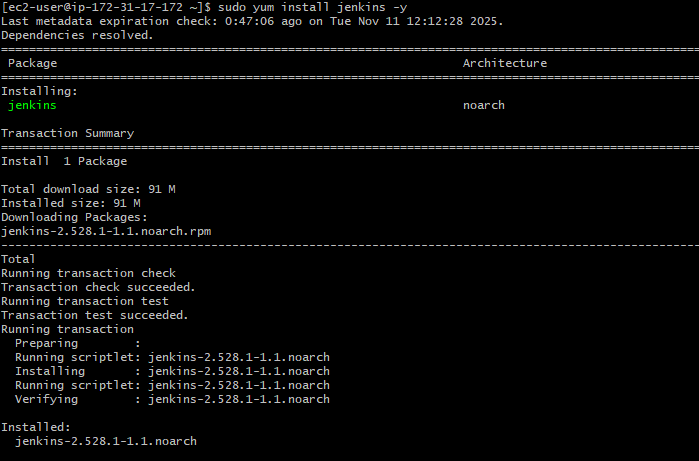 [ec2-user@ip-172-31-17-172 ~]$ sudo yum install jenkins -y
Last metadata expiration check: 0:47:06 ago on Tue Nov 11 12:12:28 2025.
Dependencies resolved.
================================================================================
Package Architecture
================================================================================
Installing:
jenkins noarch
Transaction Summary
================================================================================
Install  1 Package
Total download size: 91 M
Installed size: 91 M
Downloading Packages:
jenkins-2.528.1-1.1.noarch.rpm
--------------------------------------------------------------------------------
Total
Running transaction check
Transaction check succeeded.
Running transaction test
Transaction test succeeded.
Running transaction
  Preparing        :
  Running scriptlet: jenkins-2.528.1-1.1.noarch
  Installing       : jenkins-2.528.1-1.1.noarch
  Running scriptlet: jenkins-2.528.1-1.1.noarch
  Verifying        : jenkins-2.528.1-1.1.noarch
Installed:
  jenkins-2.528.1-1.1.noarch